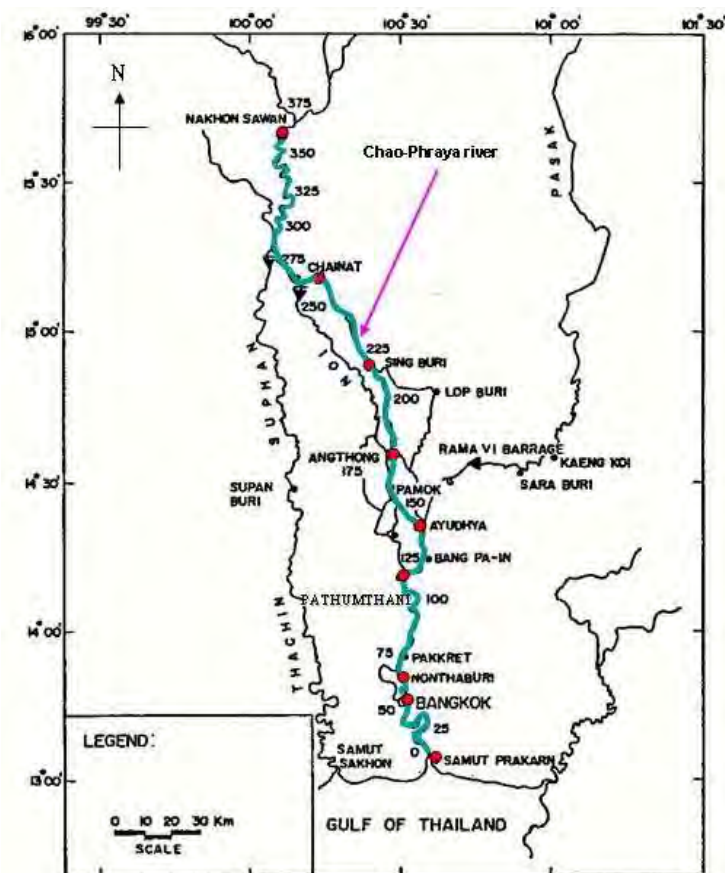 99°30'
100°00'
100°30'
101°30'
16°00'
N
375
NAKHON SAWAN
350
Chao-Phraya river
PASAK
15°30'
325
300
275
CHAINAT
250
15°00'
225
SING BURI
SUPHAN
NOI
200
LOP BURI
RAMA VI BARRAGE
ANGTHONG
175
KAENG KOI
SARA BURI
SUPAN
BURI
PAMOK
150
AYUDHYA
125
BANG PA-IN
PATHUMTHANI
100
14°00'
THACHIN
75
PAKKRET
NONTHABURI
BANGKOK
50
25
LEGEND:
SAMUT
SAKHON
0
SAMUT PRAKARN
13°00'
0 10 20 30 Km
SCALE
GULF OF THAILAND